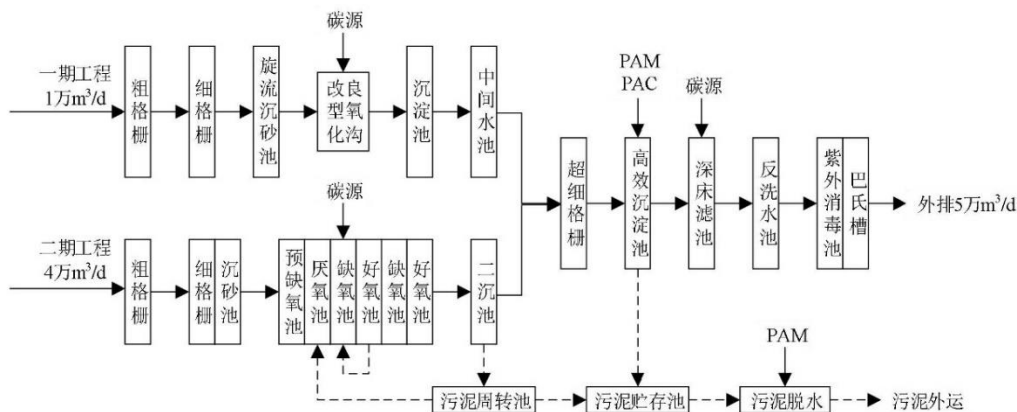 碳源
一期工程
1万m³/d
粗格栅
细格栅
旋流沉砂池
改良型氧化沟
沉淀池
中间水池
PAM
PAC
碳源
超细格栅
高效沉淀池
深床滤池
反洗水池
紫外消毒池
巴氏槽
外排5万m³/d
碳源
二期工程
4万m³/d
粗格栅
细格栅
沉砂池
预缺氧池
厌氧池
缺氧池
好氧池
缺氧池
好氧池
二沉池
PAM
污泥周转池
污泥贮存池
污泥脱水
污泥外运